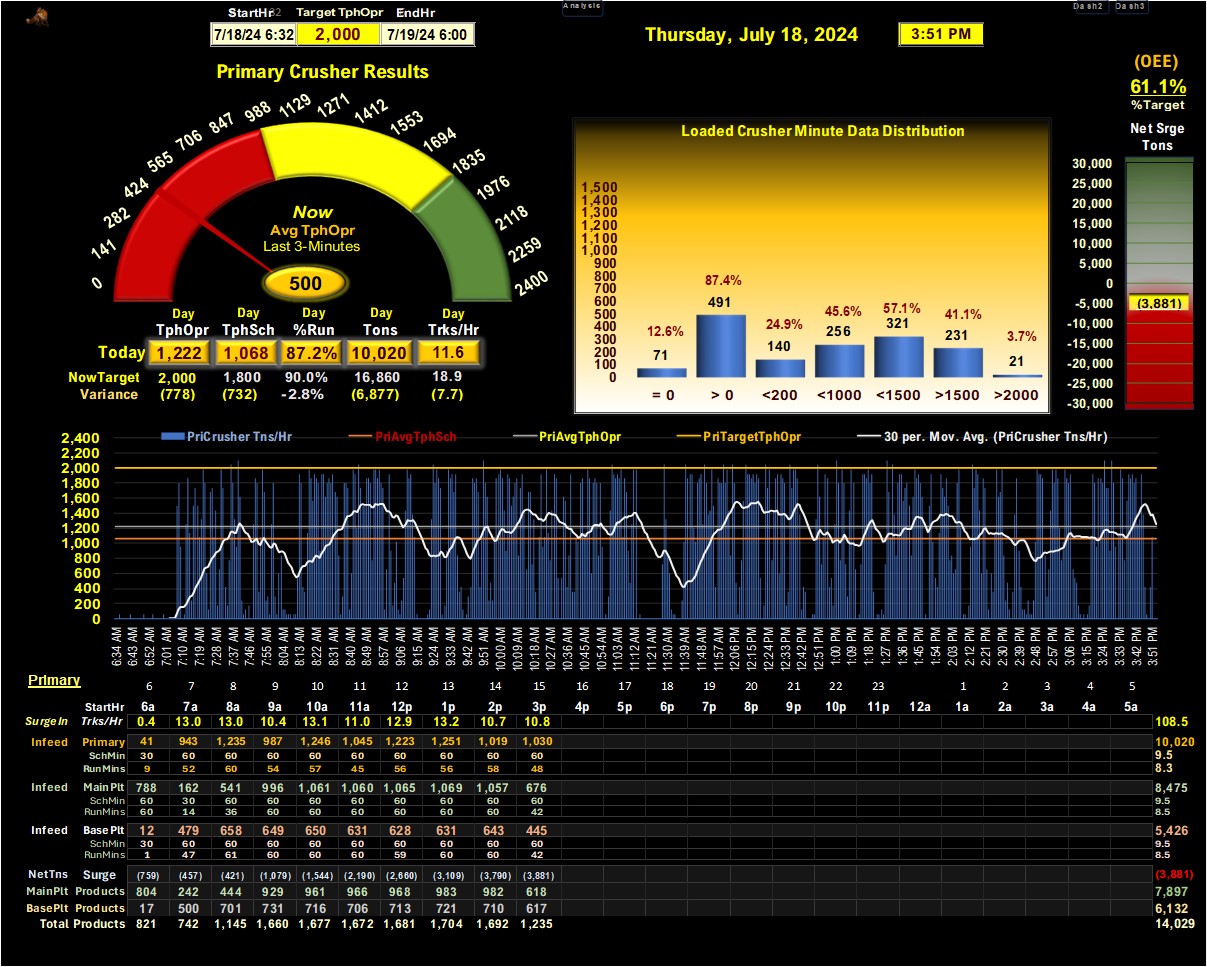 Analysis Dash2 Dash3
StartHr32 Target TphOpr EndHr
7/18/24 6:32 2,000 7/19/24 6:00
Thursday, July 18, 2024 3:51 PM
(OEE)
61.1%
%Target
Primary Crusher Results
0 141 282 424 565 706 847 988 1129 1271 1412 1553 1694 1835 1976 2118 2259 2400
Now
Avg TphOpr
Last 3-Minutes
500
Day Day Day Day Day
TphOpr TphSch %Run Tons Trks/Hr
Today 1,222 1,068 87.2% 10,020 11.6
NowTarget 2,000 1,800 90.0% 16,860 18.9
Variance (778) (732) -2.8% (6,877) (7.7)
Loaded Crusher Minute Data Distribution
1,500
1,400
1,300
1,200
1,100
1,000
900
800
700
600
500
400
300
200
100
0
12.6% 87.4% 24.9% 45.6% 57.1% 41.1% 3.7%
71 491 140 256 321 231 21
= 0 > 0 <200 <1000 <1500 >1500 >2000
Net Srge
Tons
30,000
25,000
20,000
15,000
10,000
5,000
0
-5,000
-10,000
-15,000
-20,000
-25,000
-30,000
(3,881)
PriCrusher Tns/Hr PriAvgTphSch PriAvgTphOpr PriTargetTphOpr 30 per. Mov. Avg. (PriCrusher Tns/Hr)
2,400
2,200
2,000
1,800
1,600
1,400
1,200
1,000
800
600
400
200
0
6:34 AM 6:43 AM 6:52 AM 7:01 AM 7:10 AM 7:19 AM 7:28 AM 7:37 AM 7:46 AM 7:55 AM 8:04 AM 8:13 AM 8:22 AM 8:31 AM 8:40 AM 8:49 AM 8:57 AM 9:06 AM 9:15 AM 9:24 AM 9:33 AM 9:42 AM 9:51 AM 10:00 AM 10:09 AM 10:18 AM 10:27 AM 10:36 AM 10:45 AM 10:54 AM 11:03 AM 11:12 AM 11:21 AM 11:30 AM 11:39 AM 11:48 AM 11:57 AM 12:06 PM 12:15 PM 12:24 PM 12:33 PM 12:42 PM 12:51 PM 1:00 PM 1:09 PM 1:18 PM 1:27 PM 1:36 PM 1:45 PM 1:54 PM 2:03 PM 2:12 PM 2:21 PM 2:30 PM 2:39 PM 2:48 PM 2:57 PM 3:06 PM 3:15 PM 3:24 PM 3:33 PM 3:42 PM 3:51 PM
Primary 6 7 8 9 10 11 12 13 14 15 16 17 18 19 20 21 22 23 1 2 3 4 5
StartHr 6a 7a 8a 9a 10a 11a 12p 1p 2p 3p 4p 5p 6p 7p 8p 9p 10p 11p 12a 1a 2a 3a 4a 5a
SurgeIn Trks/Hr 0.4 13.0 13.0 10.4 13.1 11.0 12.9 13.2 10.7 10.8 108.5
Infeed Primary 41 943 1,235 987 1,246 1,045 1,223 1,251 1,019 1,030 10,020
SchMin 30 60 60 60 60 60 60 60 60 60 9.5
RunMins 9 52 60 54 57 45 56 56 58 48 8.3
Infeed MainPlt 788 162 541 996 1,061 1,060 1,065 1,069 1,057 676 8,475
SchMin 60 30 60 60 60 60 60 60 60 60 9.5
RunMins 60 14 36 60 60 60 60 60 60 42 8.5
Infeed BasePlt 12 479 658 649 650 631 628 631 643 445 5,426
SchMin 30 60 60 60 60 60 60 60 60 60 9.5
RunMins 1 47 61 60 60 60 59 60 60 42 8.5
NetTns Surge (759) (457) (421) (1,079) (1,544) (2,190) (2,660) (3,109) (3,790) (3,881) (3,881)
MainPlt Products 804 242 444 929 961 966 968 983 982 618 7,897
BasePlt Products 17 500 701 731 716 706 713 721 710 617 6,132
Total Products 821 742 1,145 1,660 1,677 1,672 1,681 1,704 1,692 1,235 14,029